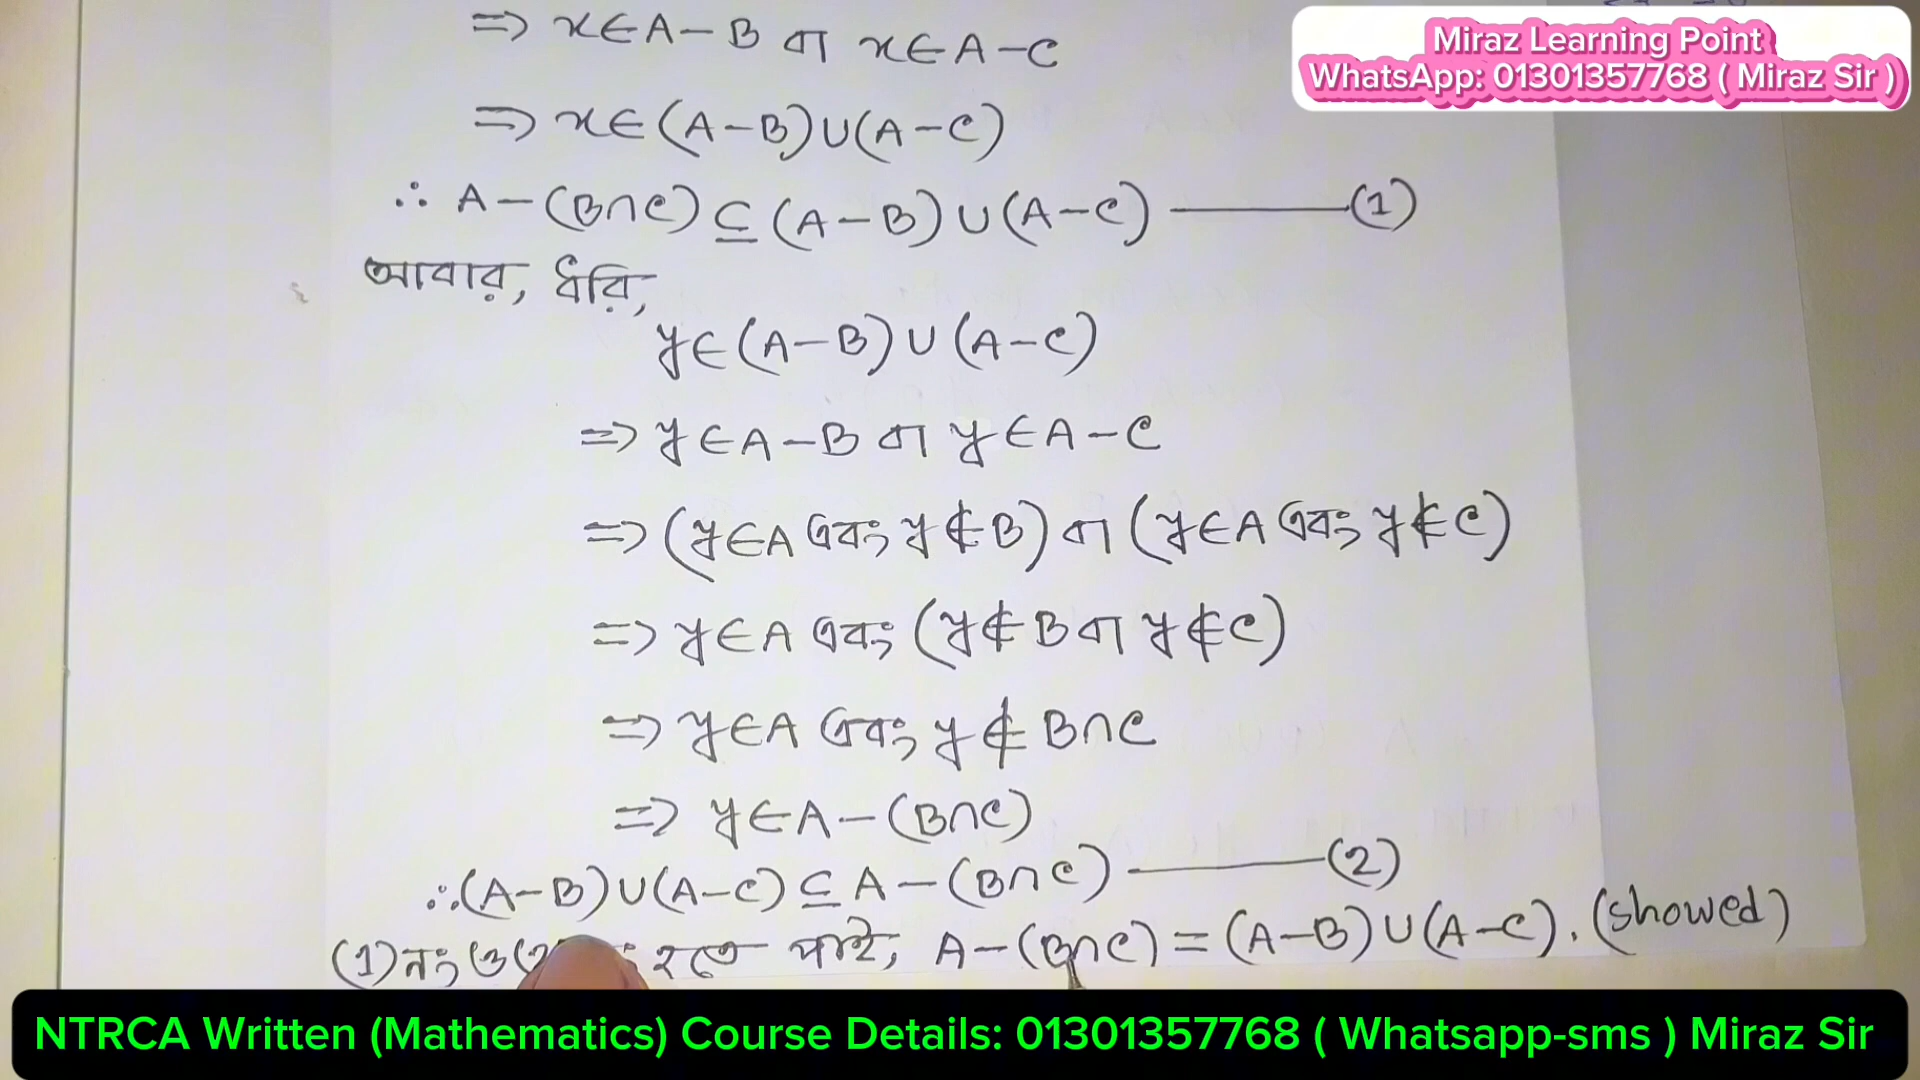 ⇒ x∈A-B বা x∈A-C
Miraz Learning Point
WhatsApp: 01301357768 ( Miraz Sir )
⇒ x∈(A-B)∪(A-C)
∴ A-(B∩C)⊆(A-B)∪(A-C) ———(1)
আবার, ধরি,
y∈(A-B)∪(A-C)
⇒ y∈A-B বা y∈A-C
⇒ (y∈A এবং y∉B) বা (y∈A এবং y∉C)
⇒ y∈A এবং (y∉B বা y∉C)
⇒ y∈A এবং y∉B∩C
⇒ y∈A-(B∩C)
∴(A-B)∪(A-C)⊆A-(B∩C) ———(2)
(1)নং ও হতে পাই, A-(B∩C)=(A-B)∪(A-C). (showed)
NTRCA Written (Mathematics) Course Details: 01301357768 ( Whatsapp-sms ) Miraz Sir